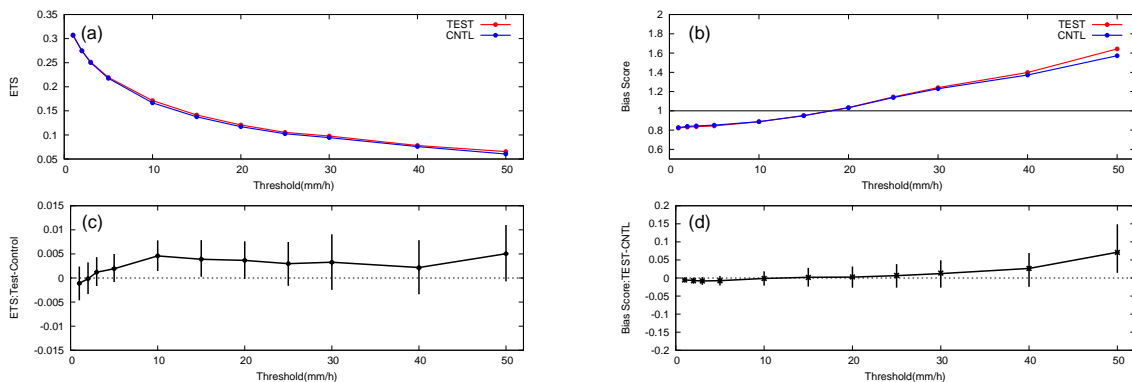 (a)
TEST
CNTL
ETS
0.35
0.3
0.25
0.2
0.15
0.1
0.05
0 10 20 30 40 50
Threshold(mm/h)
(b)
TEST
CNTL
Bias Score
2
1.8
1.6
1.4
1.2
1
0.8
0.6
0 10 20 30 40 50
Threshold(mm/h)
(c)
ETS:Test-Control
0.015
0.01
0.005
0
-0.005
-0.01
-0.015
0 10 20 30 40 50
Threshold(mm/h)
(d)
Bias Score:TEST-CNTL
0.2
0.15
0.1
0.05
0
-0.05
-0.1
-0.15
-0.2
0 10 20 30 40 50
Threshold(mm/h)